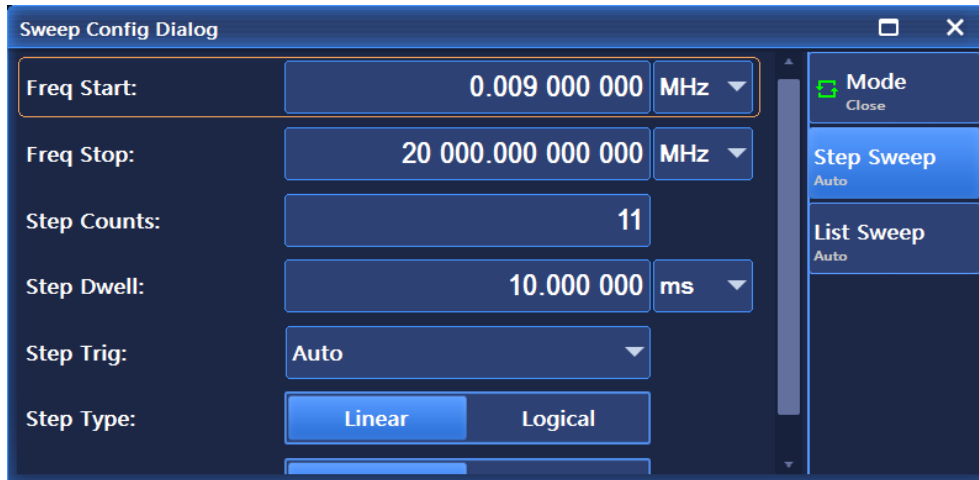 Sweep Config Dialog
Freq Start: 0.009 000 000 MHz
Freq Stop: 20 000.000 000 000 MHz
Step Counts: 11
Step Dwell: 10.000 000 ms
Step Trig: Auto
Step Type: Linear Logical
Mode
Close
Step Sweep
Auto
List Sweep
Auto